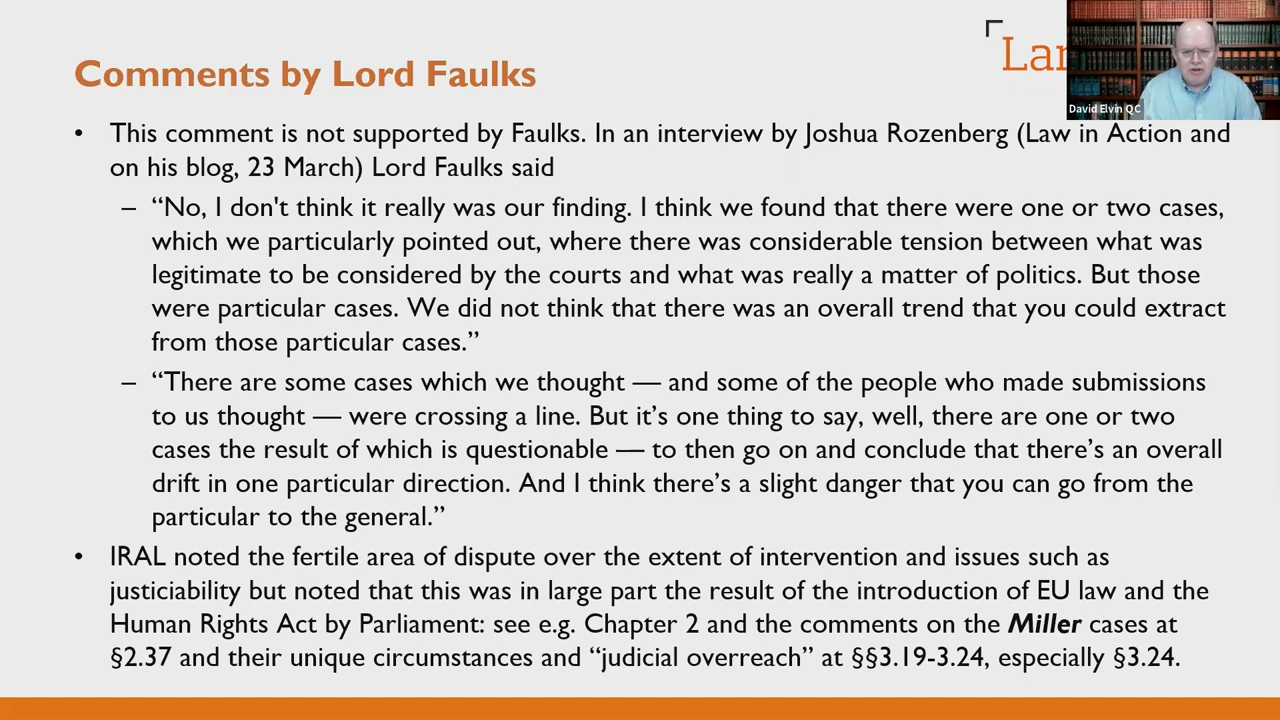 Lan
David Elvin QC
Comments by Lord Faulks
• This comment is not supported by Faulks. In an interview by Joshua Rozenberg (Law in Action and
on his blog, 23 March) Lord Faulks said
– “No, I don't think it really was our finding. I think we found that there were one or two cases,
which we particularly pointed out, where there was considerable tension between what was
legitimate to be considered by the courts and what was really a matter of politics. But those
were particular cases. We did not think that there was an overall trend that you could extract
from those particular cases.”
– “There are some cases which we thought — and some of the people who made submissions
to us thought — were crossing a line. But it’s one thing to say, well, there are one or two
cases the result of which is questionable — to then go on and conclude that there’s an overall
drift in one particular direction. And I think there’s a slight danger that you can go from the
particular to the general.”
• IRAL noted the fertile area of dispute over the extent of intervention and issues such as
justiciability but noted that this was in large part the result of the introduction of EU law and the
Human Rights Act by Parliament: see e.g. Chapter 2 and the comments on the Miller cases at
§2.37 and their unique circumstances and “judicial overreach” at §§3.19-3.24, especially §3.24.